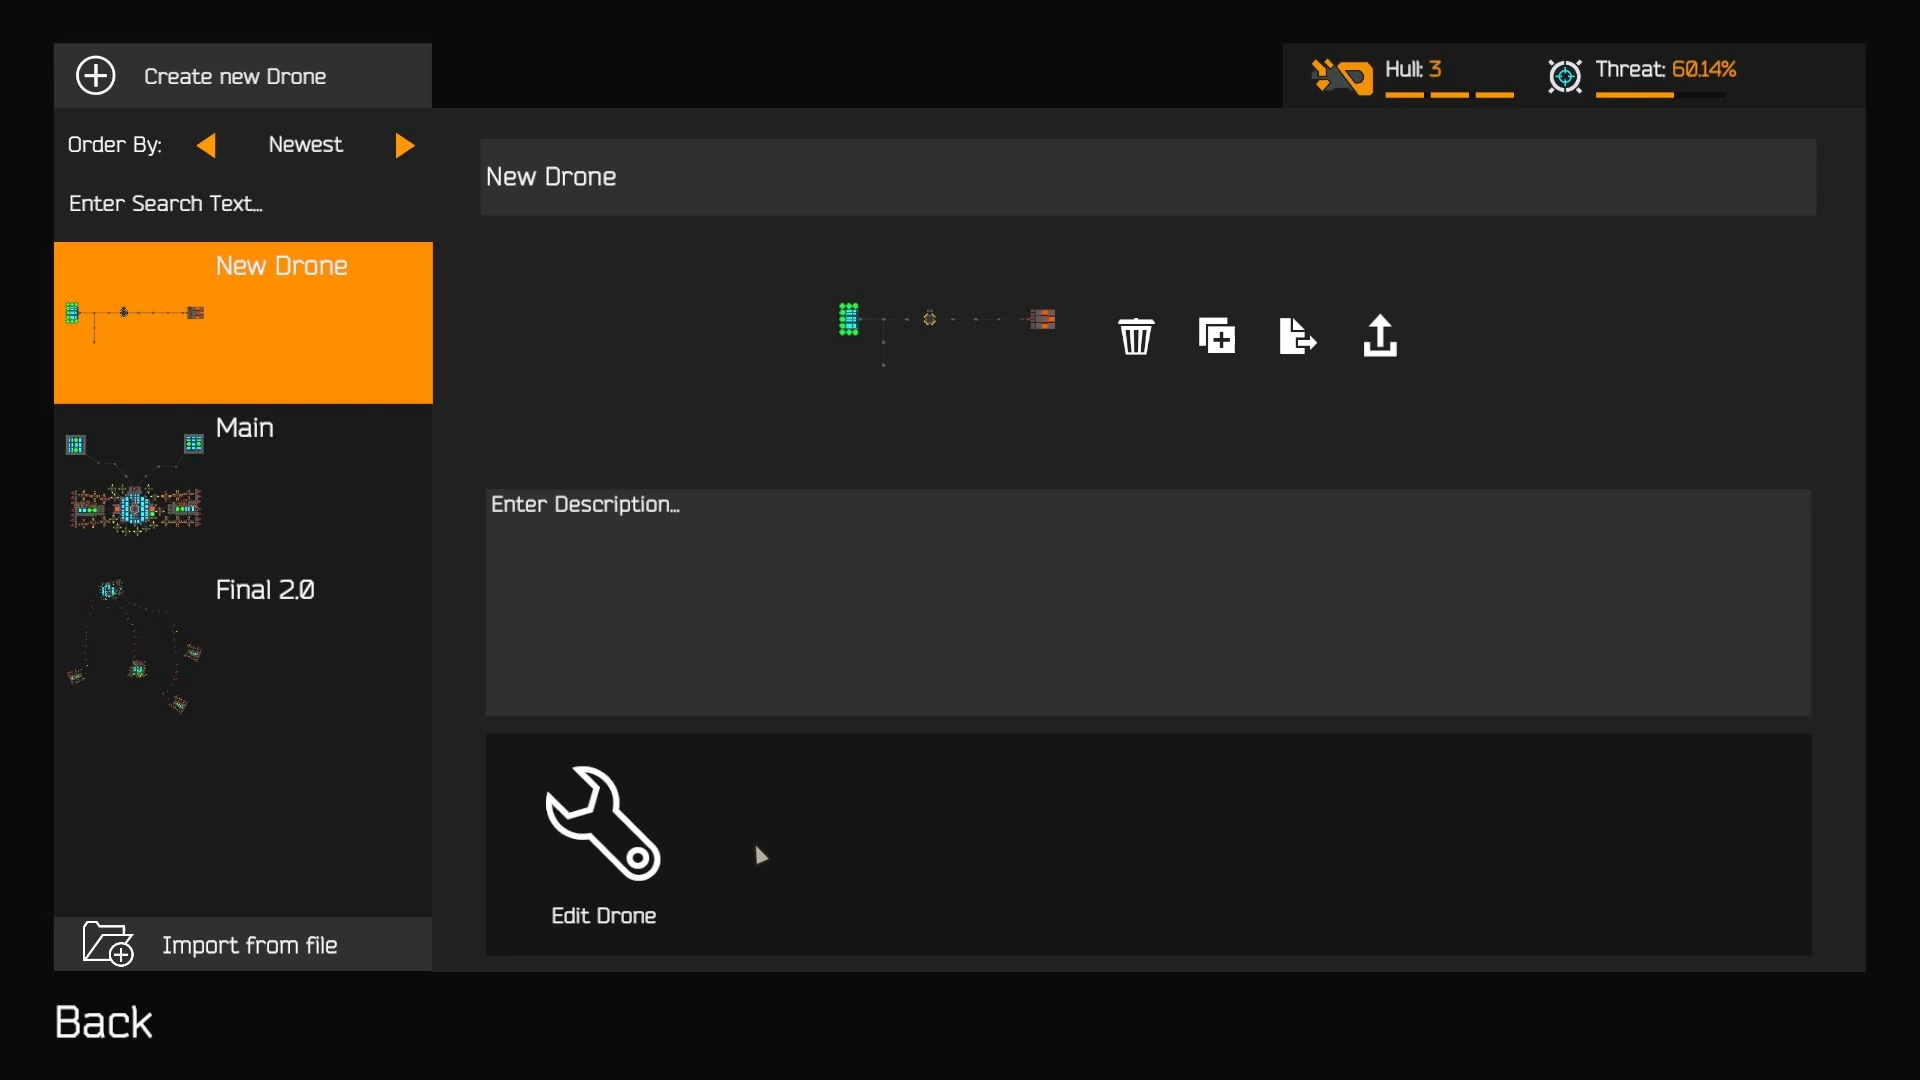 Create new Drone
Hull: 3
Threat: 60.14%
Order By:
Newest
Enter Search Text...
New Drone
New Drone
Main
Final 2.0
Enter Description...
Edit Drone
Import from file
Back